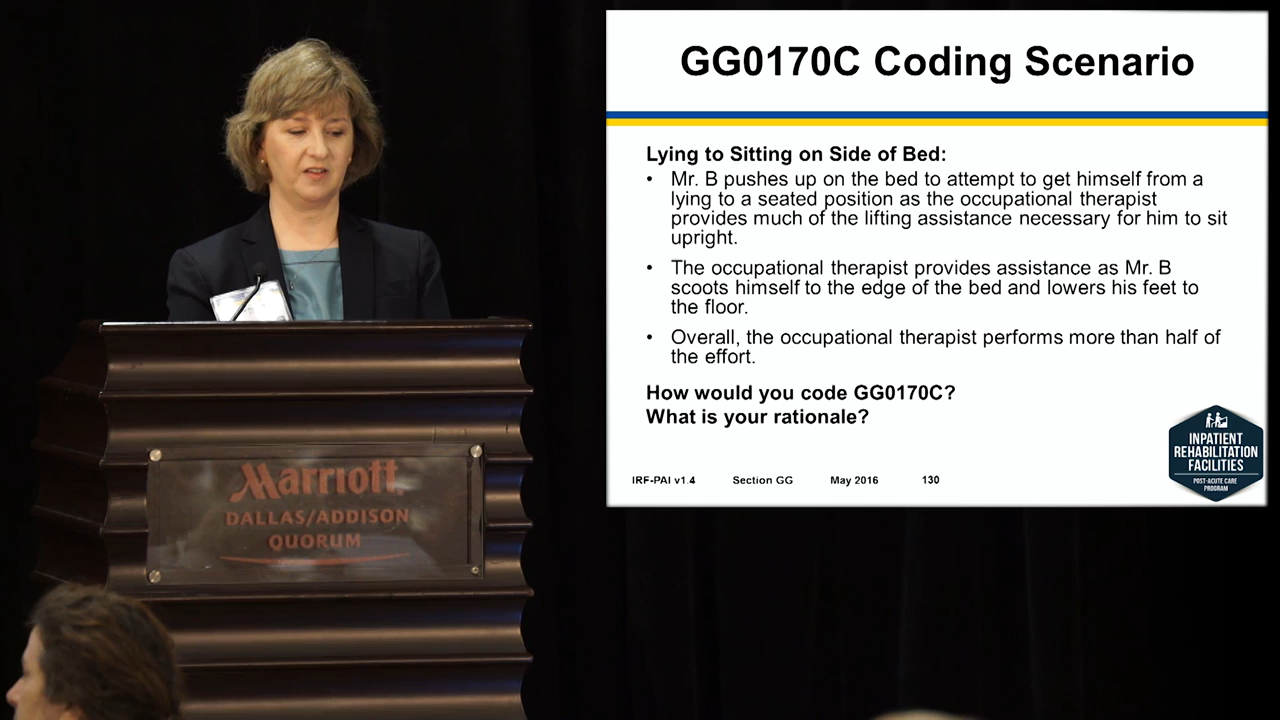 GG0170C Coding Scenario
Lying to Sitting on Side of Bed:
• Mr. B pushes up on the bed to attempt to get himself from a
lying to a seated position as the occupational therapist
provides much of the lifting assistance necessary for him to sit
upright.
• The occupational therapist provides assistance as Mr. B
scoots himself to the edge of the bed and lowers his feet to
the floor.
• Overall, the occupational therapist performs more than half of
the effort.
How would you code GG0170C?
What is your rationale?
IRF-PAI v1.4 Section GG May 2016 130
INPATIENT
REHABILITATION
FACILITIES
POST-ACUTE CARE
PROGRAM
Marriott
DALLAS/ADDISON
QUORUM